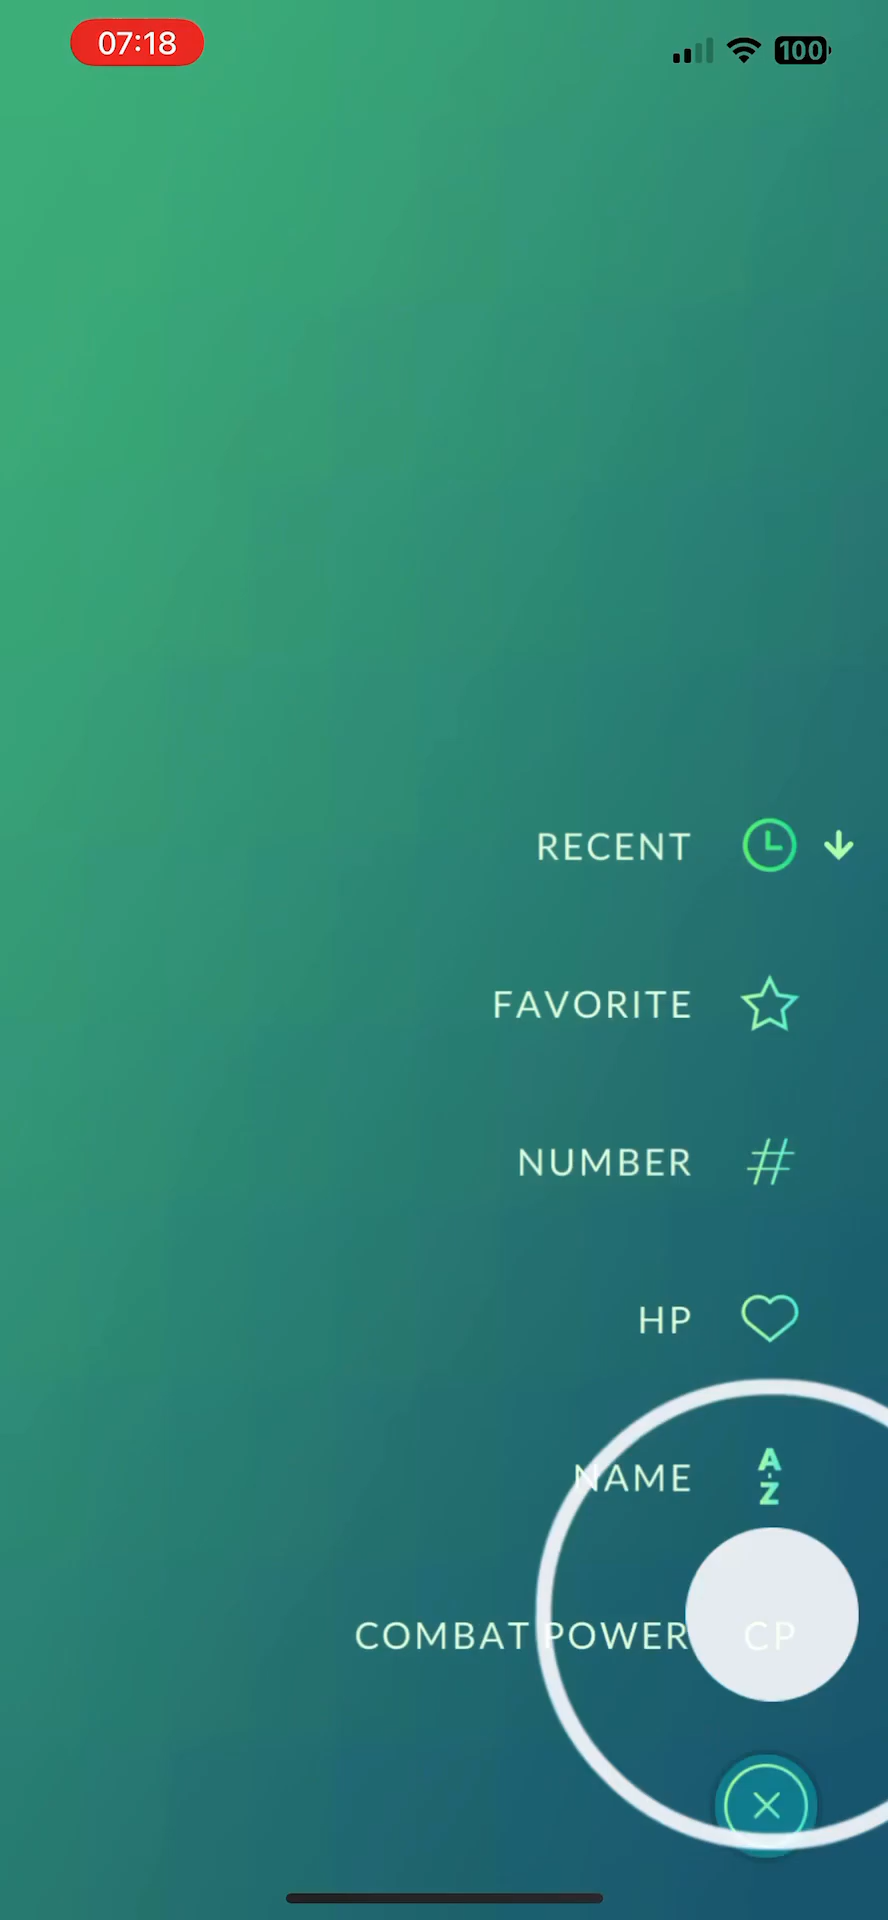 07:18 100
RECENT
FAVORITE
NUMBER #
HP
NAME A-Z
COMBAT POWER CP